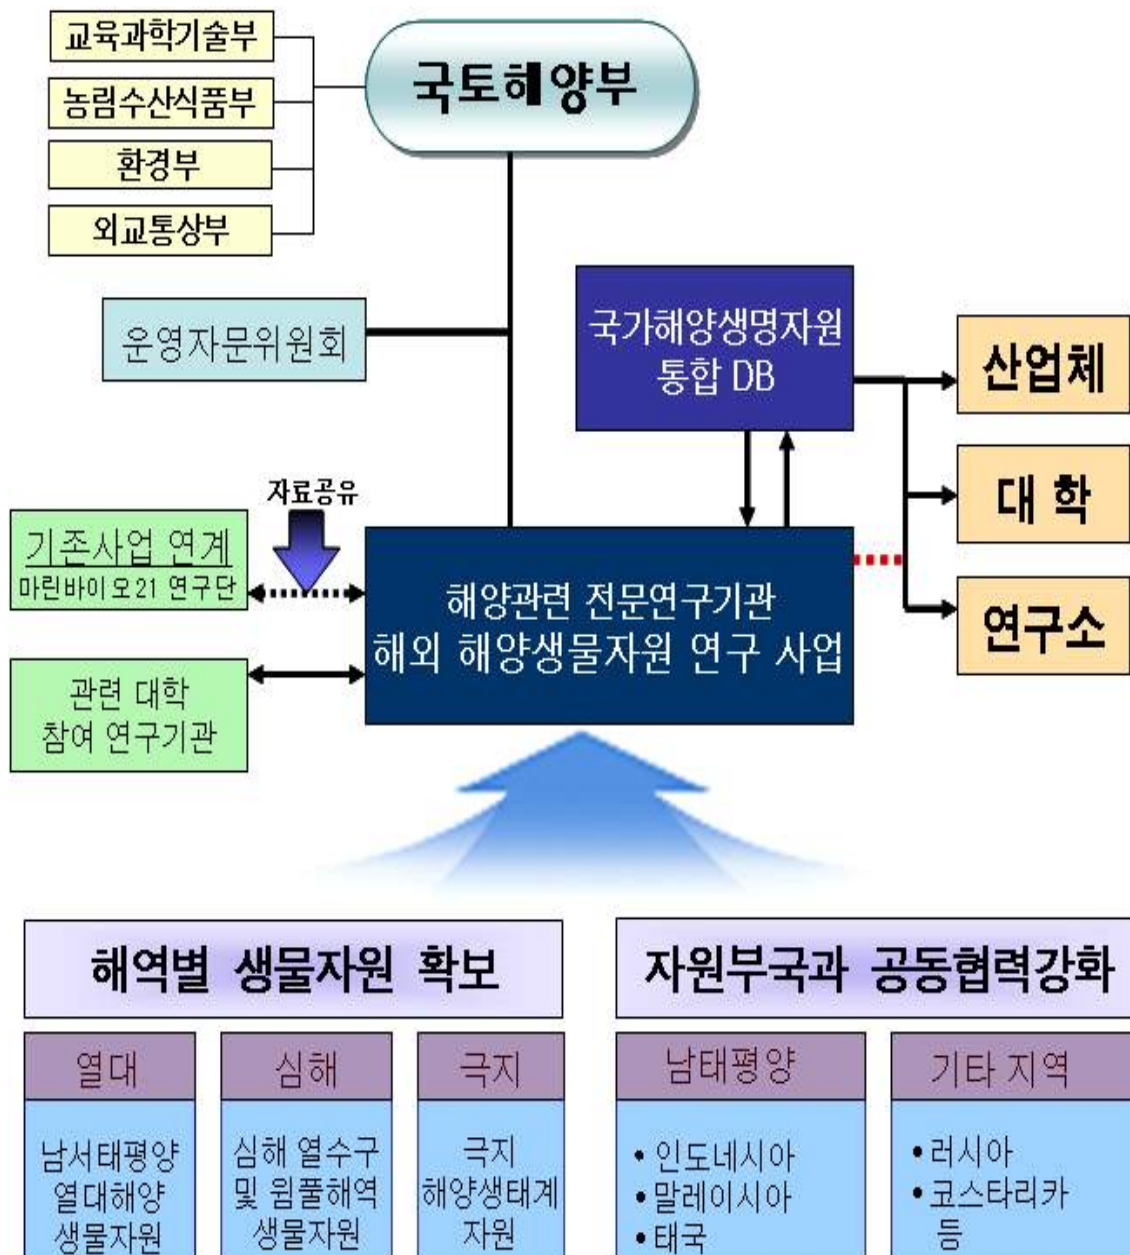 교육과학기술부
농림수산식품부
환경부
외교통상부
국토해양부
운영자문위원회
국가해양생명자원
통합 DB
산업체
대 학
연구소
자료공유
기존사업 연계
마린바이오21 연구단
관련 대학
참여 연구기관
해양관련 전문연구기관
해외 해양생물자원 연구 사업
해역별 생물자원 확보
열대
남서태평양
열대해양
생물자원
심해
심해 열수구
및 웜풀해역
생물자원
극지
극지
해양생태계
자원
자원부국과 공동협력강화
남태평양
• 인도네시아
• 말레이시아
• 태국
기타 지역
• 러시아
• 코스타리카
등